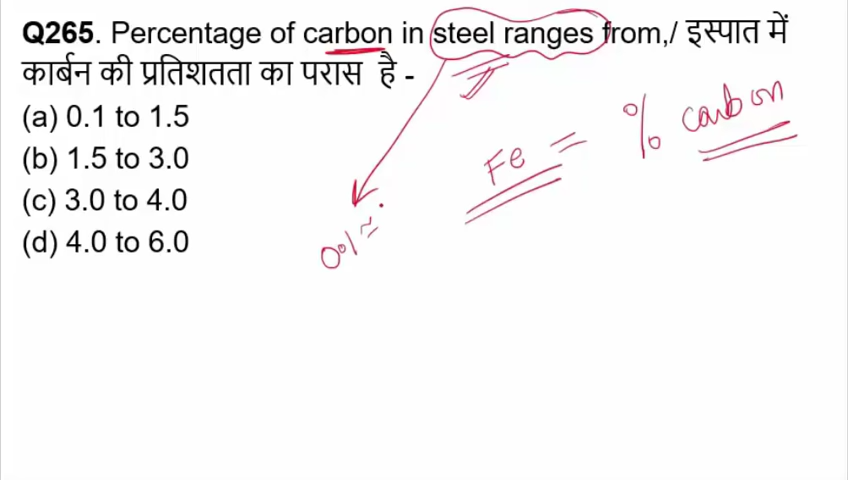 Q265. Percentage of carbon in steel ranges from,/ इस्पात में
कार्बन की प्रतिशतता का परास है -
(a) 0.1 to 1.5
(b) 1.5 to 3.0
(c) 3.0 to 4.0
(d) 4.0 to 6.0
Fe = % carbon
0% ≈